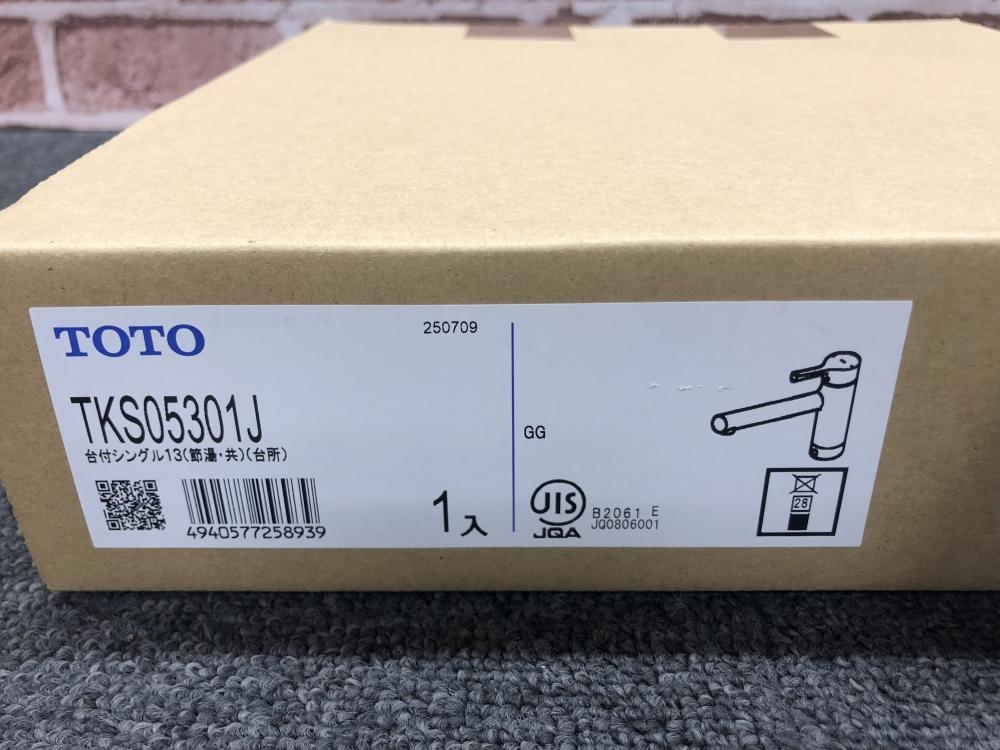 TOTO
250709
TKS05301J
台付シングル13(節湯・共)(台所)
4940577258939
1入
GG
JIS
JQA
B2061 E
JQ0806001
28